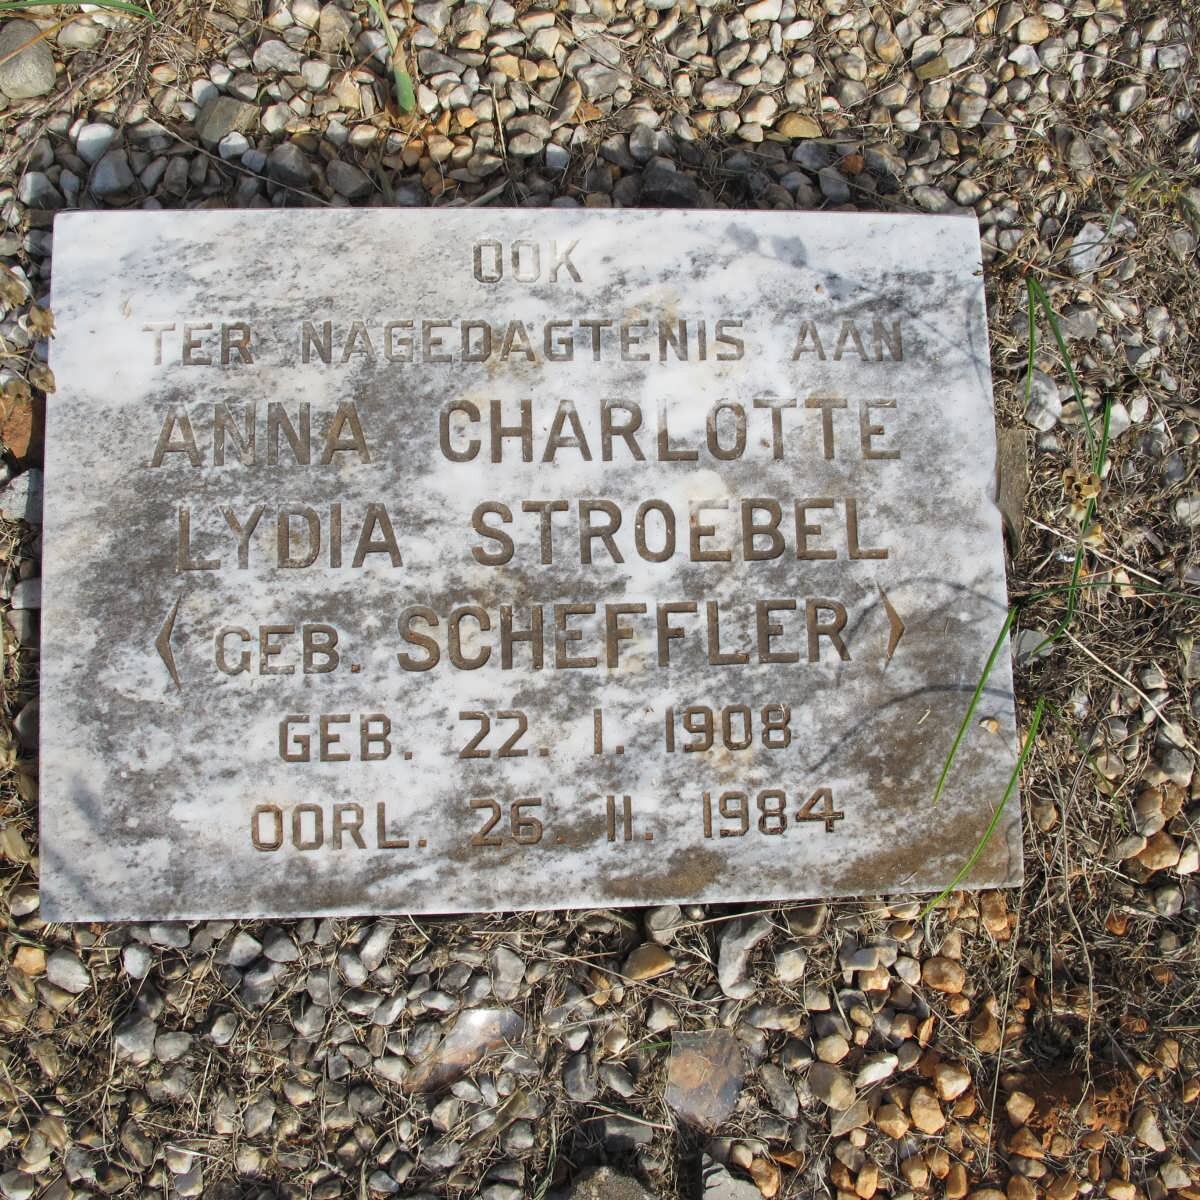 OOK
TER NAGEDAGTENIS AAN
ANNA CHARLOTTE
LYDIA STROEBEL
(GEB. SCHEFFLER)
GEB. 22. 1. 1908
OORL. 26. 11. 1984